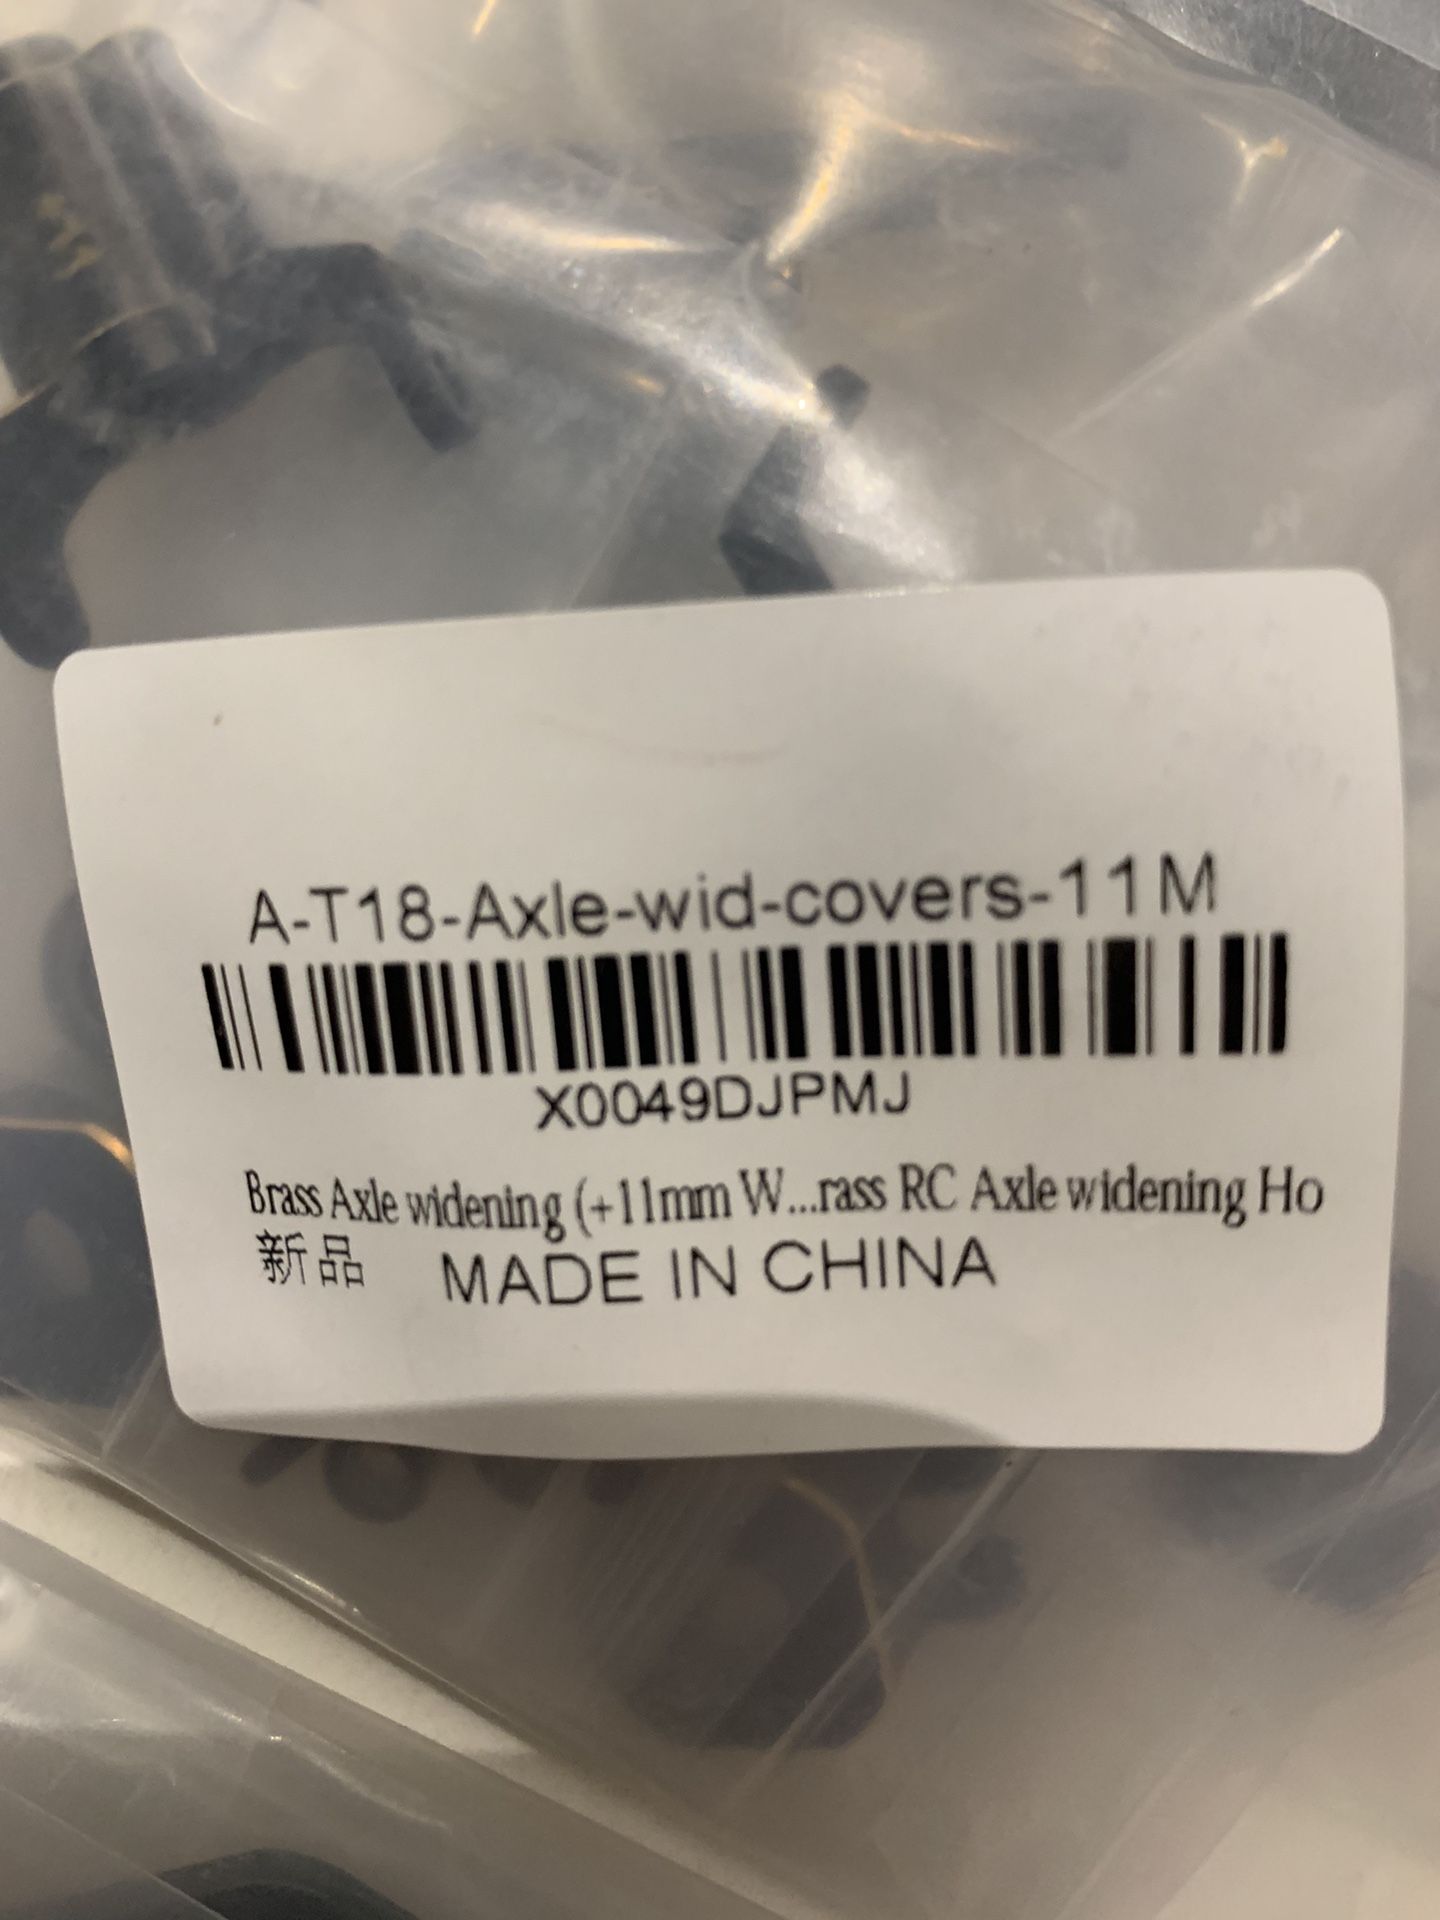 A-T18-Axle-wid-covers-11M
X0049DJPMJ
Brass Axle widening (+11mm W...rass RC Axle widening Ho
新品 MADE IN CHINA